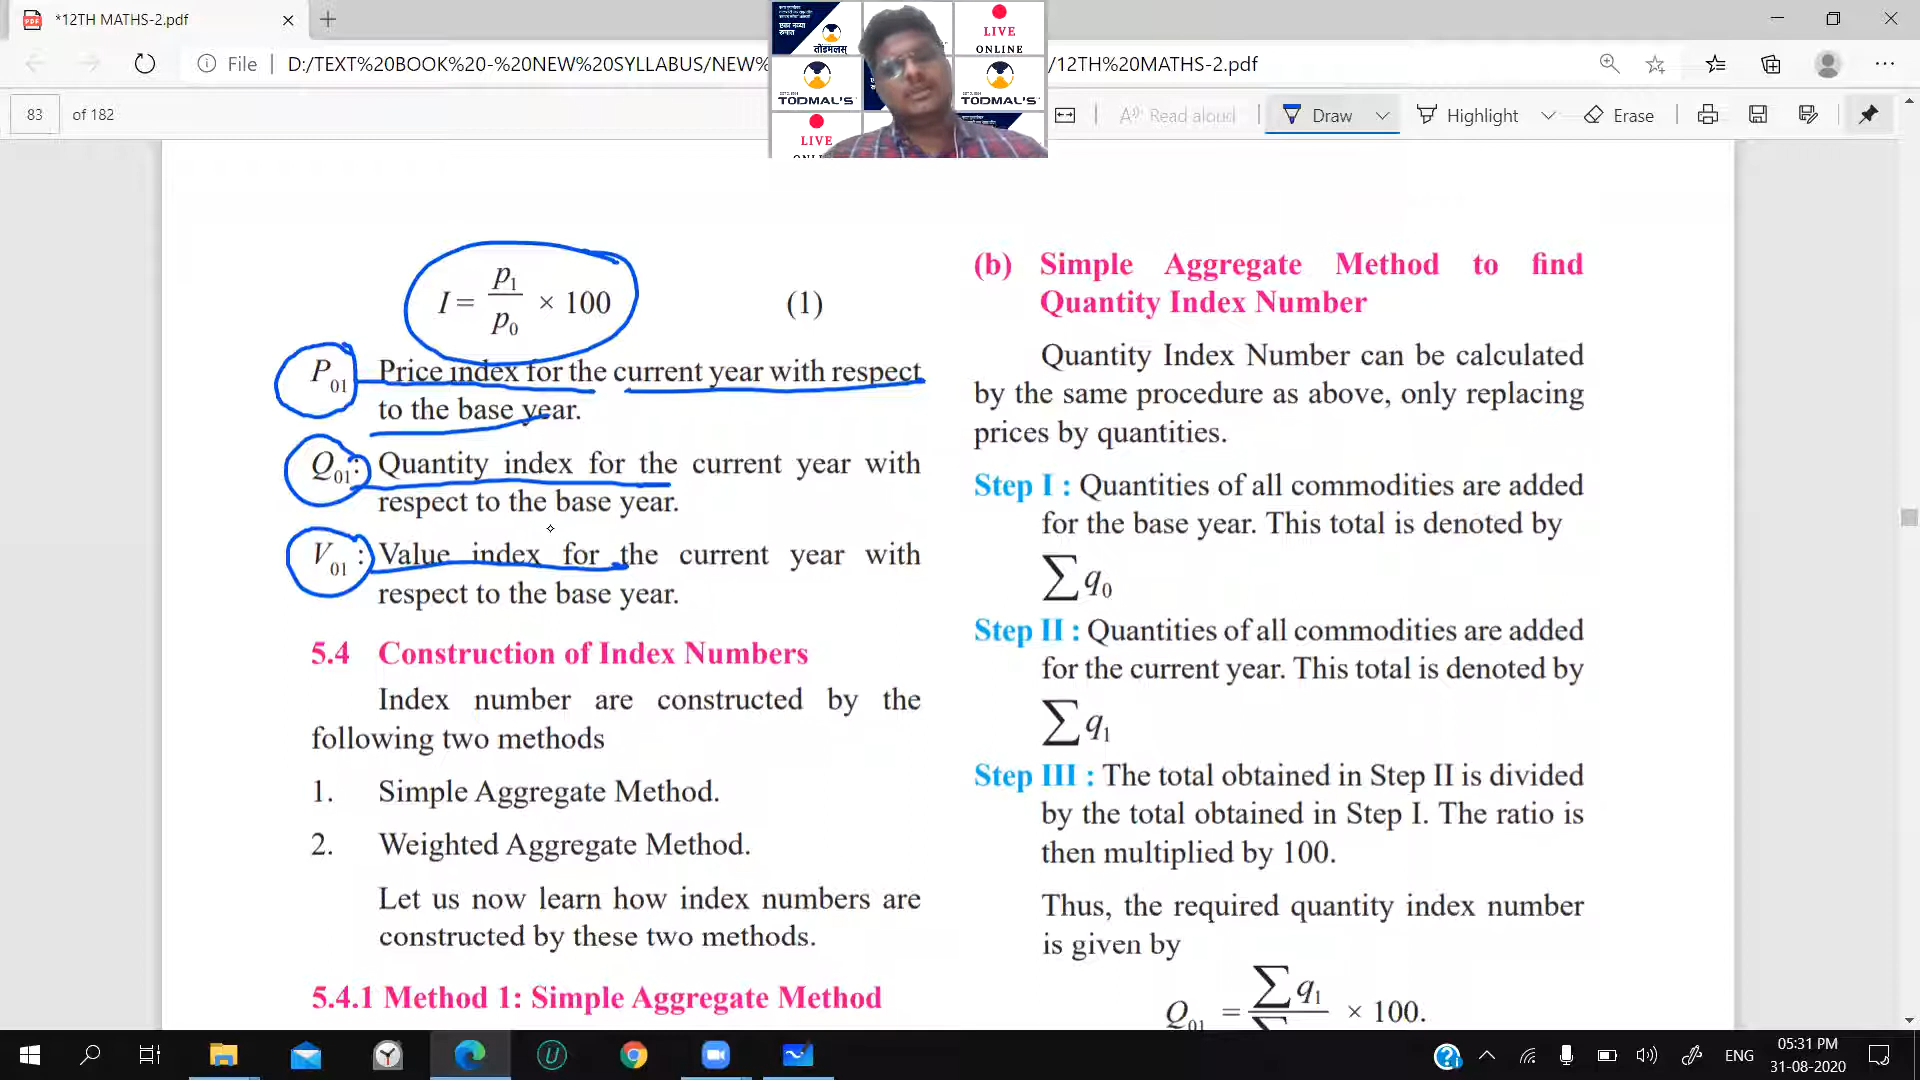 *12TH MATHS-2.pdf
File
D:/TEXT%20BOOK%20-%20NEW%20SYLLABUS/NEW%
/12TH%20MATHS-2.pdf
83 of 182
Read aloud
Draw
Highlight
Erase
एका नव्या
रुपात
तोडमलस्
LIVE
ONLINE
TODMAL'S
TODMAL'S
LIVE
I = p₁/p₀ × 100 (1)
P₀₁ Price index for the current year with respect
to the base year.
Q₀₁: Quantity index for the current year with
respect to the base year.
V₀₁ : Value index for the current year with
respect to the base year.
5.4 Construction of Index Numbers
Index number are constructed by the
following two methods
1. Simple Aggregate Method.
2. Weighted Aggregate Method.
Let us now learn how index numbers are
constructed by these two methods.
5.4.1 Method 1: Simple Aggregate Method
(b) Simple Aggregate Method to find
Quantity Index Number
Quantity Index Number can be calculated
by the same procedure as above, only replacing
prices by quantities.
Step I : Quantities of all commodities are added
for the base year. This total is denoted by
∑q₀
Step II : Quantities of all commodities are added
for the current year. This total is denoted by
∑q₁
Step III : The total obtained in Step II is divided
by the total obtained in Step I. The ratio is
then multiplied by 100.
Thus, the required quantity index number
is given by
Q₀₁ = ∑q₁/∑ × 100.
ENG
05:31 PM
31-08-2020